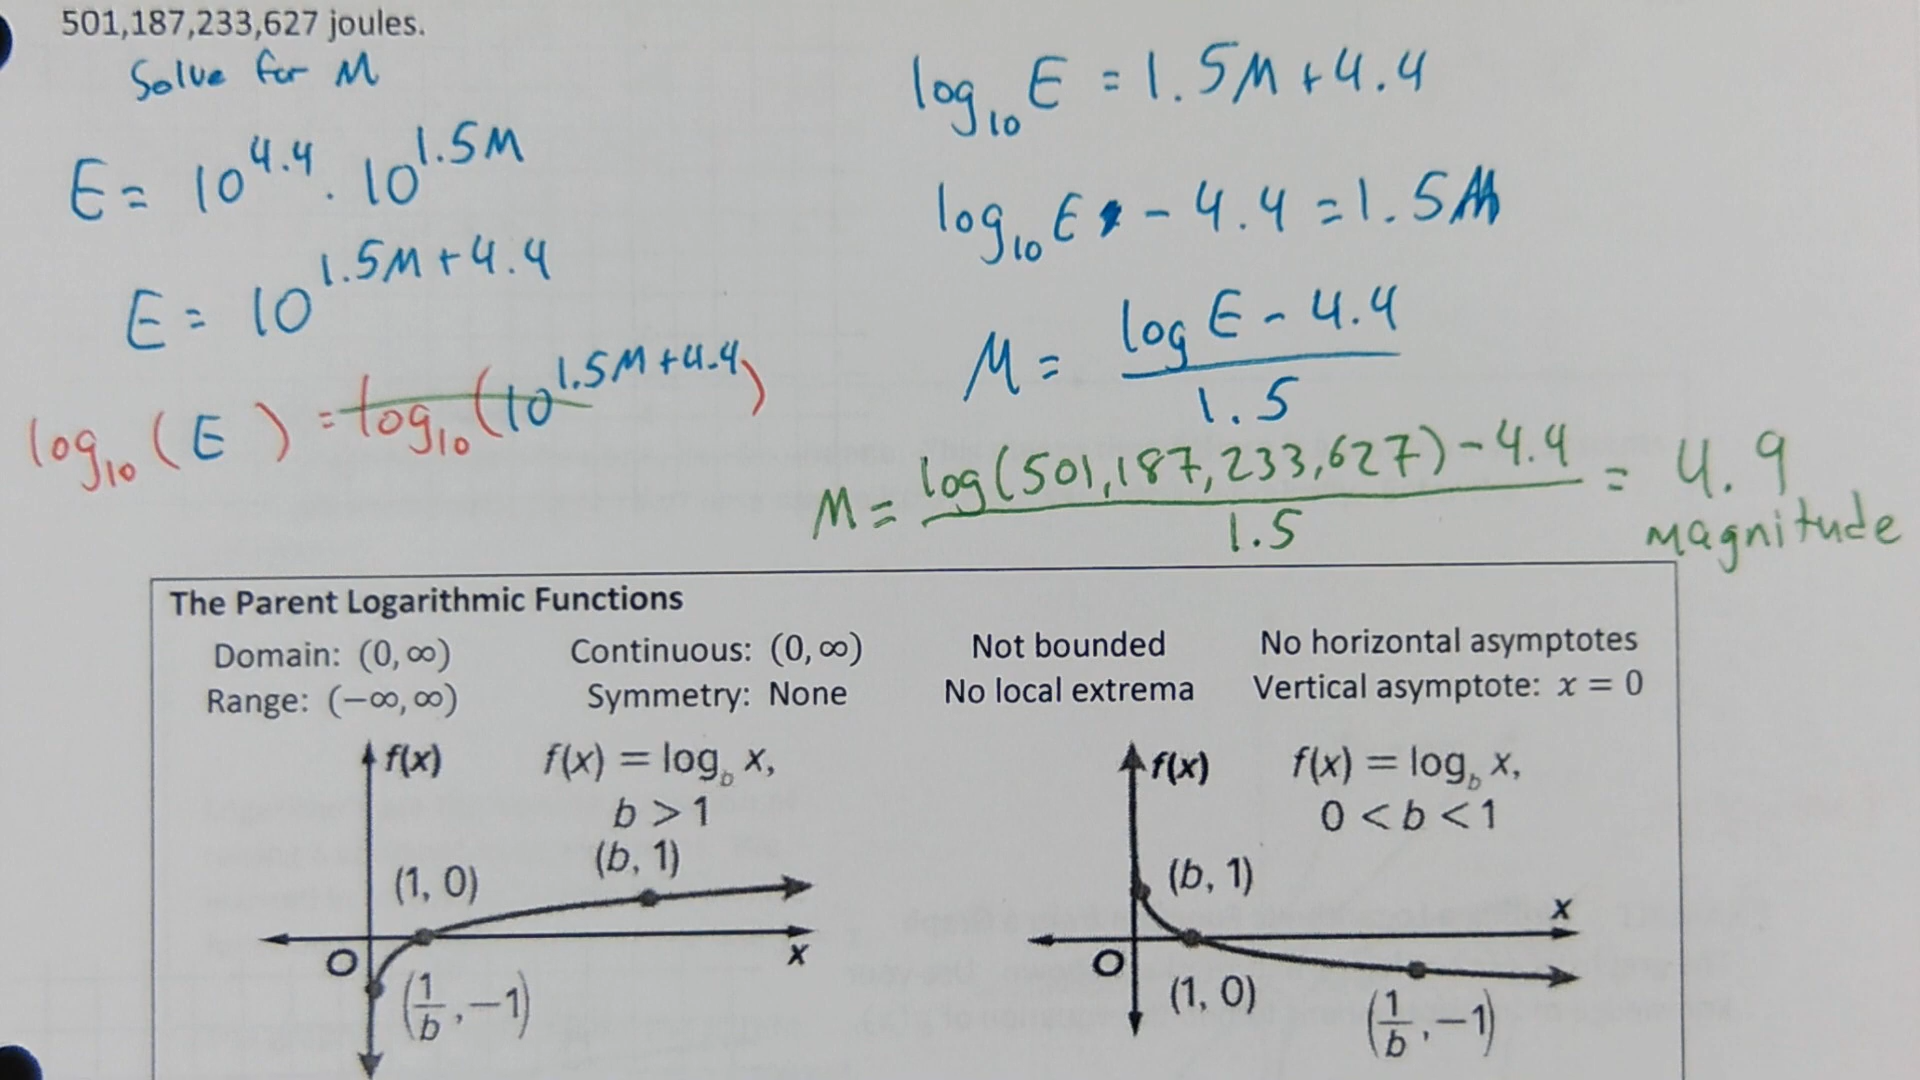 501,187,233,627 joules.
Solve for M
E = 10^4.4 · 10^1.5M
E = 10^1.5M+4.4
log₁₀(E) = log₁₀(10^1.5M+4.4)
log₁₀ E = 1.5M+4.4
log₁₀ E - 4.4 = 1.5M
M = (log E - 4.4)/1.5
M = (log(501,187,233,627) - 4.4)/1.5 = 4.9
magnitude
The Parent Logarithmic Functions
Domain: (0, ∞) Continuous: (0, ∞) Not bounded No horizontal asymptotes
Range: (−∞, ∞) Symmetry: None No local extrema Vertical asymptote: x = 0
f(x) f(x) = log_b x,
b > 1
(b, 1)
(1, 0)
O x
(1/b, −1)
f(x) f(x) = log_b x,
0 < b < 1
(b, 1)
x
O
(1, 0)
(1/b, −1)